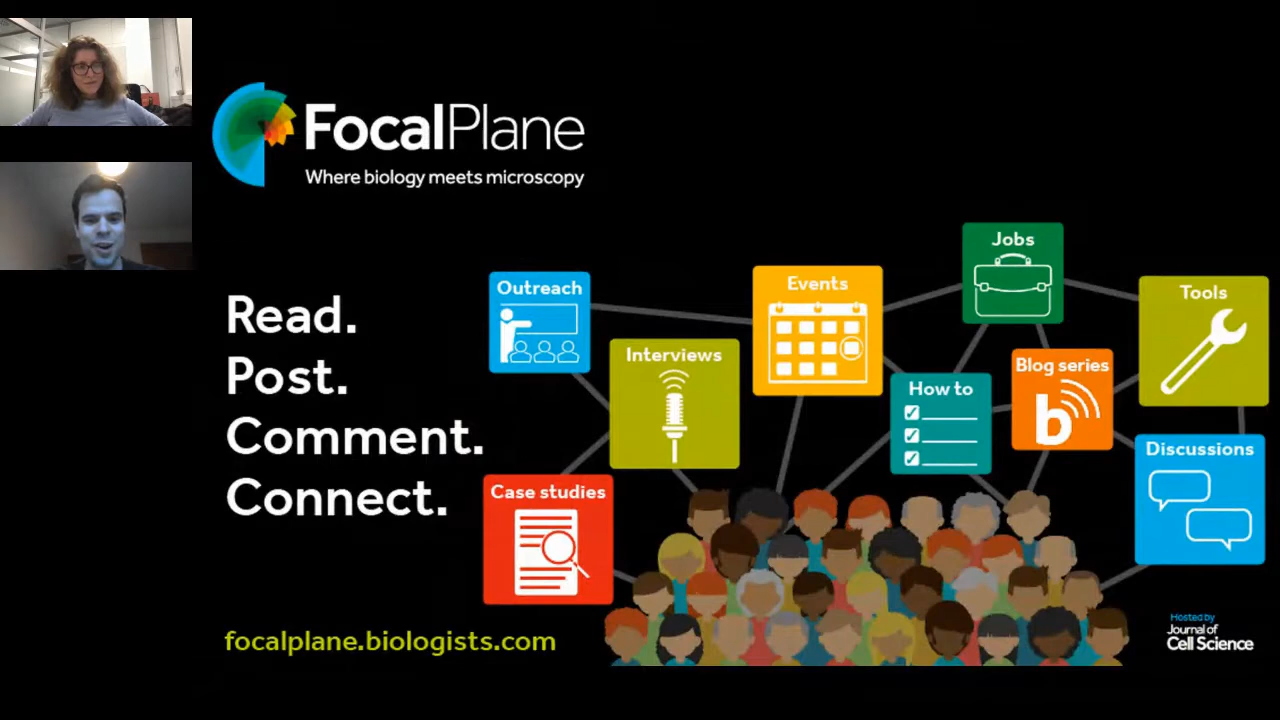 FocalPlane
Where biology meets microscopy
Read.
Post.
Comment.
Connect.
Outreach
Interviews
Events
Jobs
Tools
How to
Blog series
b
Discussions
Case studies
focalplane.biologists.com
Hosted by
Journal of
Cell Science